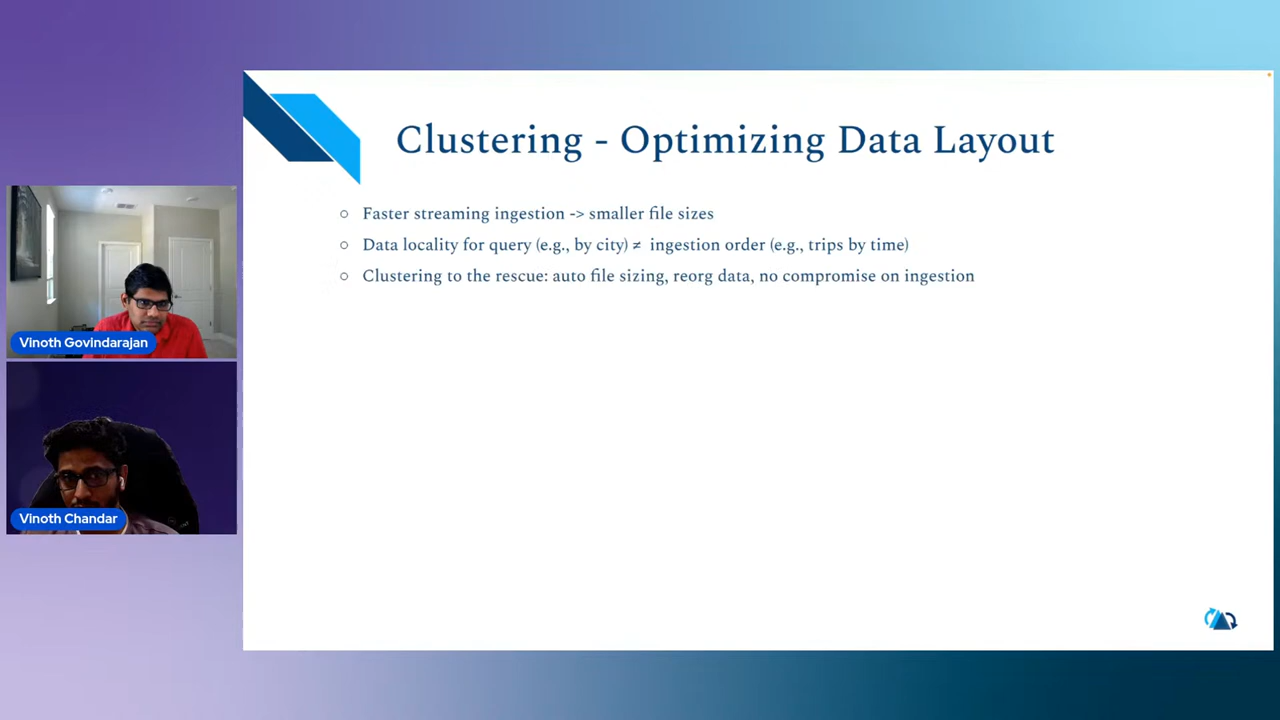 Clustering - Optimizing Data Layout
Faster streaming ingestion -> smaller file sizes
Data locality for query (e.g., by city) ≠ ingestion order (e.g., trips by time)
Clustering to the rescue: auto file sizing, reorg data, no compromise on ingestion
Vinoth Govindarajan
Vinoth Chandar